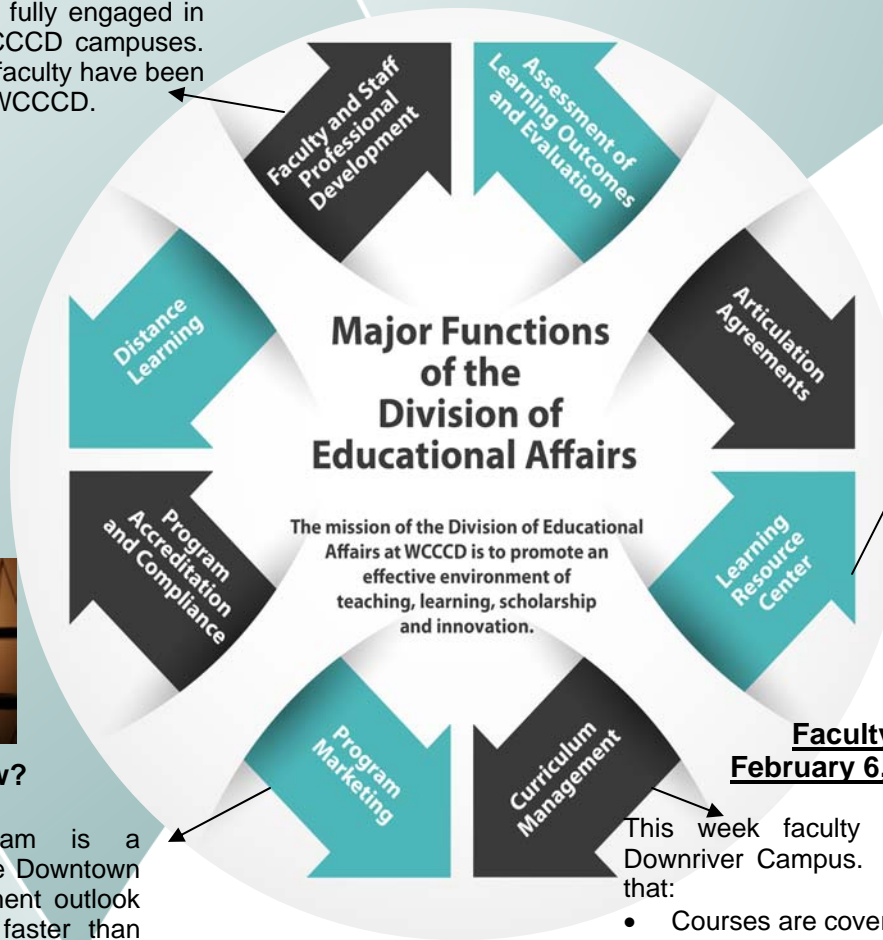 fully engaged in
CCCD campuses.
faculty have been
WCCCD.
Faculty and Staff
Professional
Development
Assessment of
Learning Outcomes
and Evaluation
Distance
Learning
Articulation
Agreements
Major Functions
of the
Division of
Educational Affairs
The mission of the Division of Educational
Affairs at WCCCD is to promote an
effective environment of
teaching, learning, scholarship
and innovation.
Program
Accreditation
and Compliance
Learning
Resource
Center
Program
Marketing
Curriculum
Management
am is a
Downtown
ent outlook
faster than
Faculty
February 6,
This week faculty
Downriver Campus.
that:
• Courses are cover